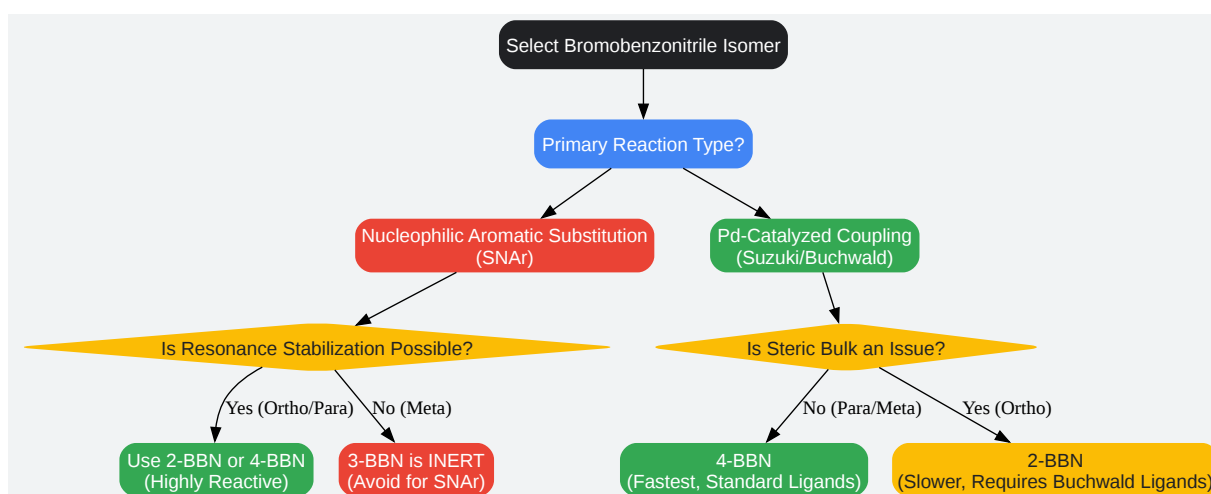 Select Bromobenzonitrile Isomer
Primary Reaction Type?
Nucleophilic Aromatic Substitution
(SNAr)
Pd-Catalyzed Coupling
(Suzuki/Buchwald)
Is Resonance Stabilization Possible?
Is Steric Bulk an Issue?
Yes (Ortho/Para)
No (Meta)
No (Para/Meta)
Yes (Ortho)
Use 2-BBN or 4-BBN
(Highly Reactive)
3-BBN is INERT
(Avoid for SNAr)
4-BBN
(Fastest, Standard Ligands)
2-BBN
(Slower, Requires Buchwald Ligands)